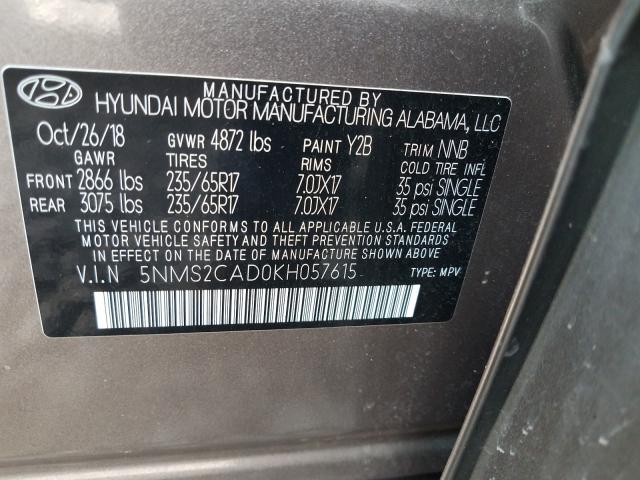 MANUFACTURED BY
HYUNDAI MOTOR MANUFACTURING ALABAMA, LLC
Oct/26/18 GVWR 4872 lbs PAINT Y2B TRIM NNB
GAWR TIRES RIMS COLD TIRE INFL
FRONT 2866 lbs 235/65R17 7.0JX17 35 psi SINGLE
REAR 3075 lbs 235/65R17 7.0JX17 35 psi SINGLE
THIS VEHICLE CONFORMS TO ALL APPLICABLE U.S.A. FEDERAL
MOTOR VEHICLE SAFETY AND THEFT PREVENTION STANDARDS
IN EFFECT ON THE DATE OF MANUFACTURE SHOWN ABOVE.
V.I.N 5NMS2CAD0KH057615 TYPE: MPV